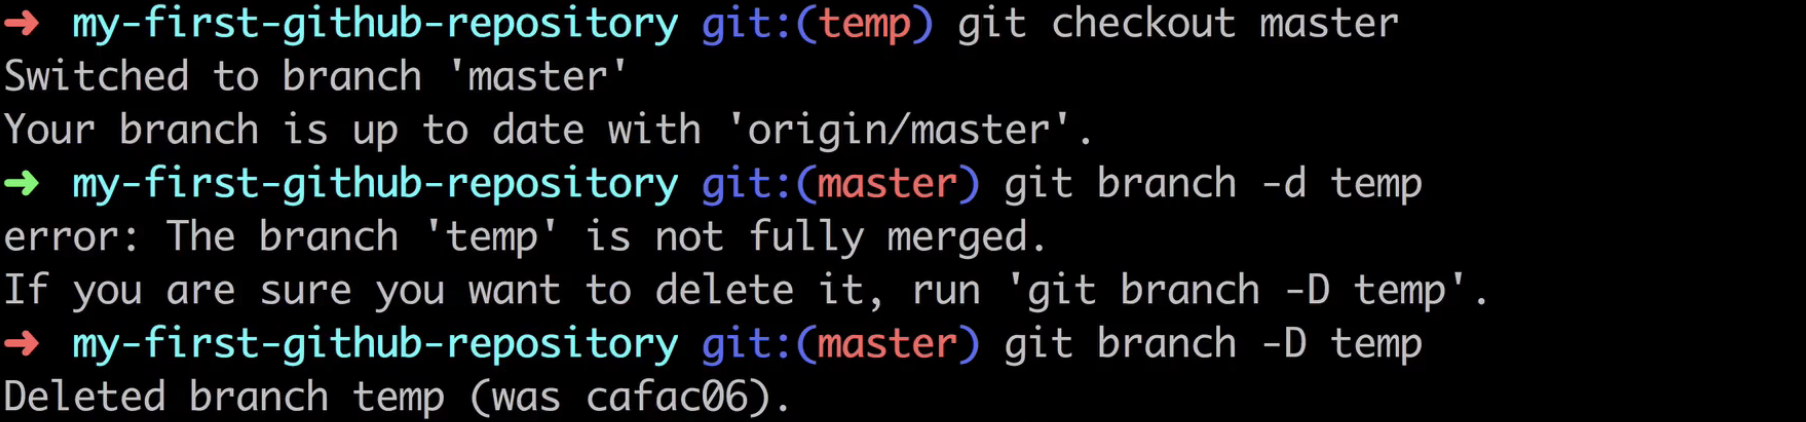 ➜ my-first-github-repository git:(temp) git checkout master
Switched to branch 'master'
Your branch is up to date with 'origin/master'.
➜ my-first-github-repository git:(master) git branch -d temp
error: The branch 'temp' is not fully merged.
If you are sure you want to delete it, run 'git branch -D temp'.
➜ my-first-github-repository git:(master) git branch -D temp
Deleted branch temp (was cafac06).